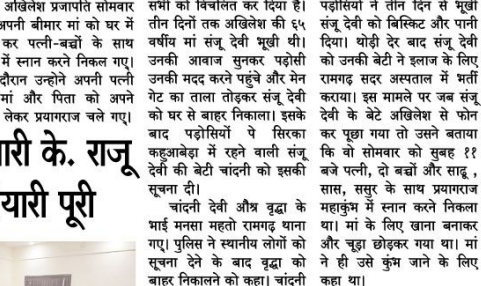 अखिलेश प्रजापति सोमवार
अपनी बीमार मां को घर में
कर पत्नी-बच्चों के साथ
में स्नान करने निकल गए।
दौरान उन्होने अपनी पत्नी
मां और पिता को अपने
लेकर प्रयागराज चले गए।
ारी के. राजू
यारी पूरी
सभी को विचलित कर दिया है।
तीन दिनों तक अखिलेश की ६५
वर्षीय मां संजू देवी भूखी थी।
उनकी आवाज सुनकर पड़ोसी
उनकी मदद करने पहुंचे और मेन
गेट का ताला तोड़कर संजू देवी
को घर से बाहर निकाला। इसके
बाद पड़ोसियों पे सिरका
कहुआबेड़ा में रहने वाली संजू
देवी की बेटी चांदनी को इसकी
सूचना दी।
चांदनी देवी औश्र वृद्धा के
भाई मनसा महतो रामगढ़ थाना
गए। पुलिस ने स्थानीय लोगों को
सूचना देने के बाद वृद्धा को
बाहर निकालने को कहा। चांदनी
पड़ोसियों ने तीन दिन से भूखी
संजू देवी को बिस्किट और पानी
दिया। थोड़ी देर बाद संजू देवी
को उनकी बेटी ने इलाज के लिए
रामगढ़ सदर अस्पताल में भर्ती
कराया। इस मामले पर जब संजू
देवी के बेटे अखिलेश से फोन
कर पूछा गया तो उसने बताया
कि वो सोमवार को सुबह ११
बजे पत्नी, दो बच्चों और साढू ,
सास, ससुर के साथ प्रयागराज
महाकुंभ में स्नान करने निकला
था। मां के लिए खाना बनाकर
और चूड़ा छोड़कर गया था। मां
ने ही उसे कुंभ जाने के लिए
कहा था।